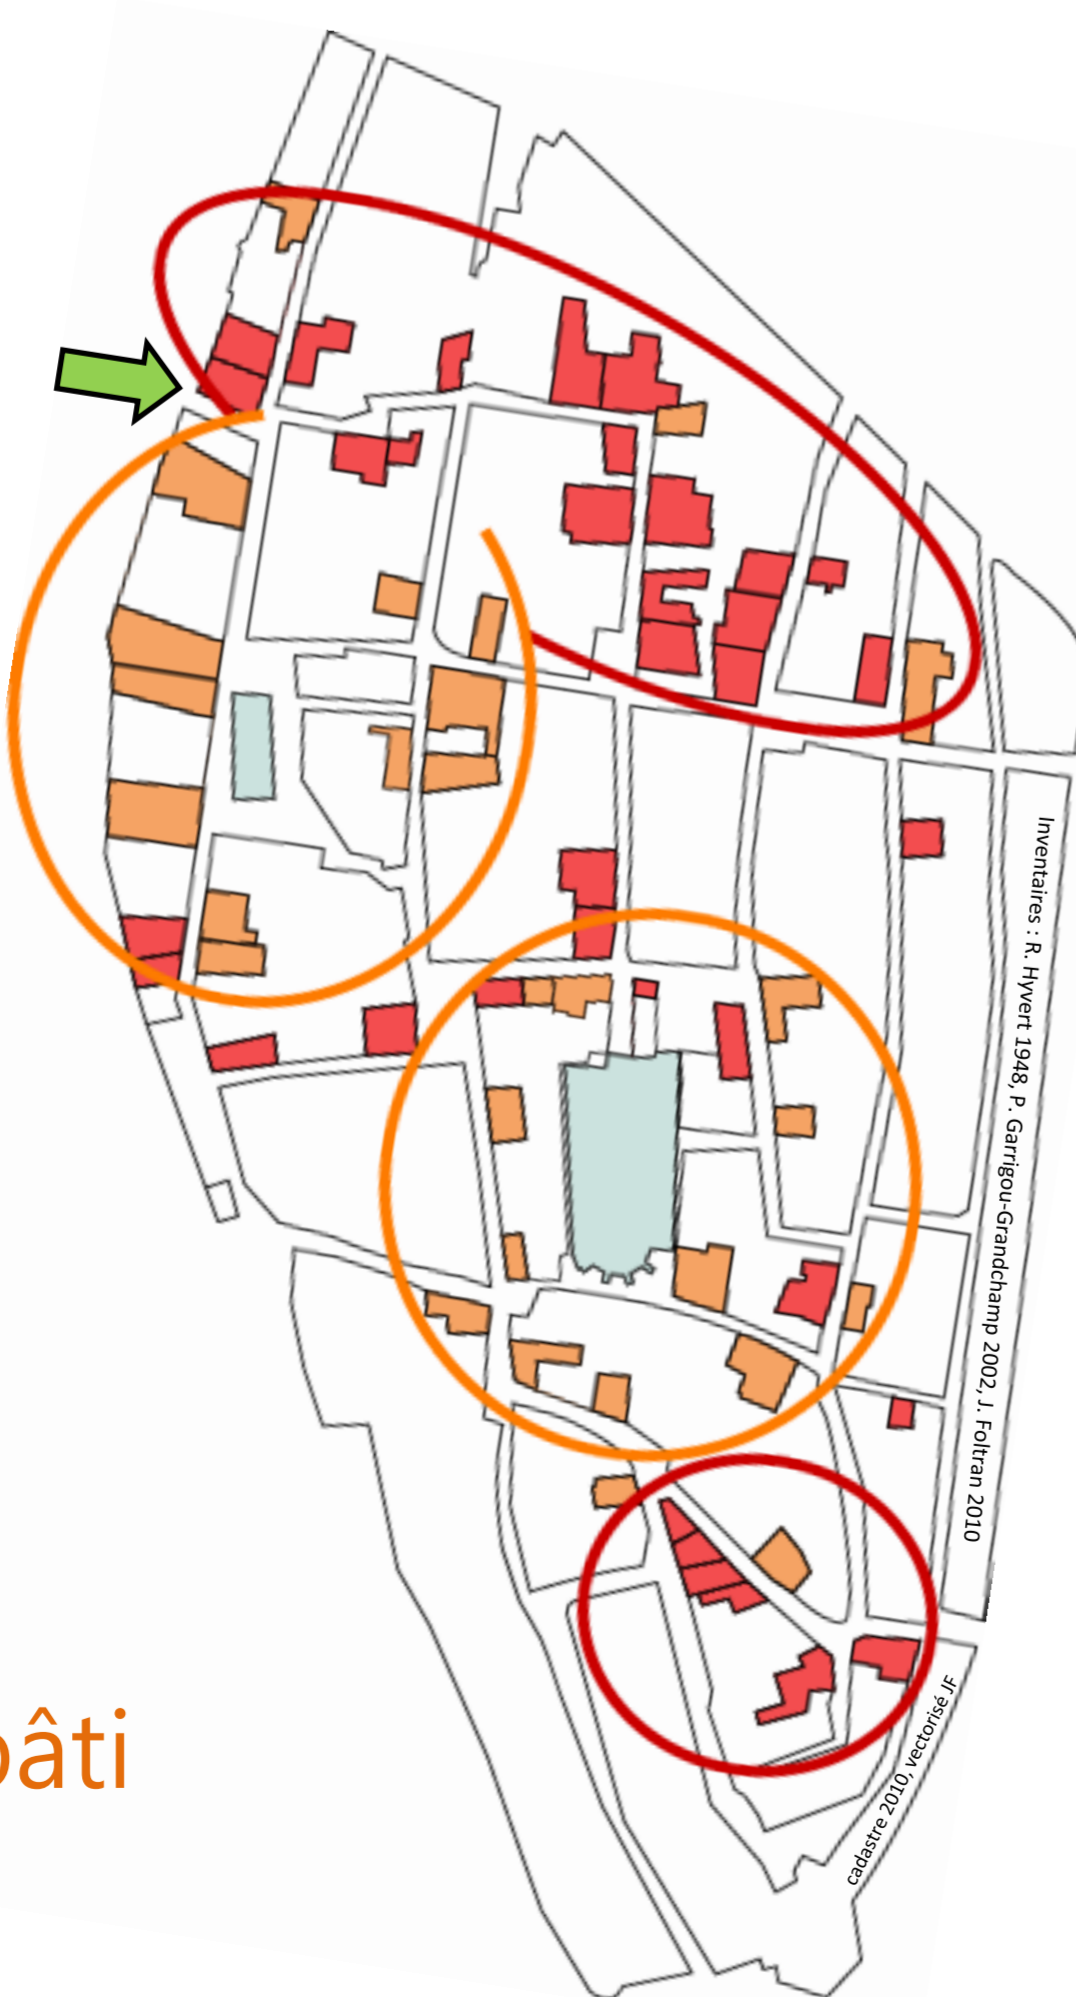 Inventaires : R. Hyvert 1948, P. Garrigou-Grandchamp 2002, J. Foltran 2010
cadastre 2010, vectorisé JF
bâti